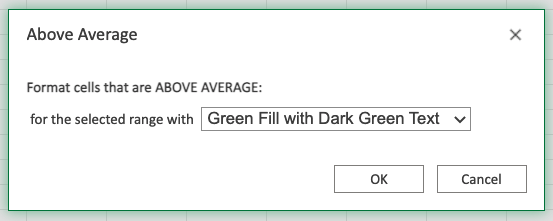 Above Average
Format cells that are ABOVE AVERAGE:
for the selected range with Green Fill with Dark Green Text
OK Cancel